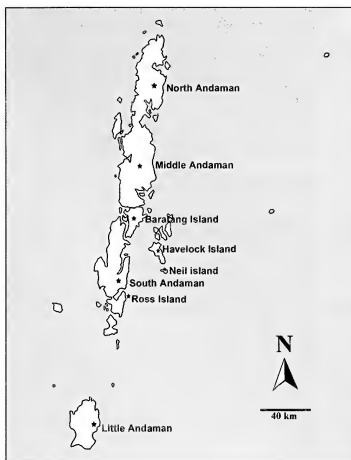 North Andaman
Middle Andaman
Baratang Island
Havelock Island
Neil island
South Andaman
Ross Island
N
40 km
Little Andaman